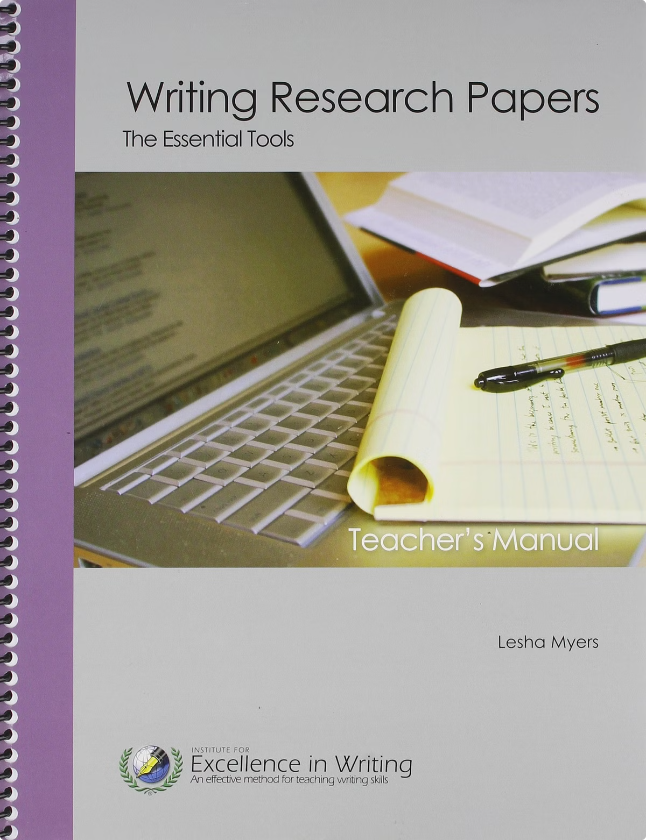 Writing Research Papers
The Essential Tools
Teacher's Manual
Lesha Myers
INSTITUTE FOR
Excellence in Writing
An effective method for teaching writing skills